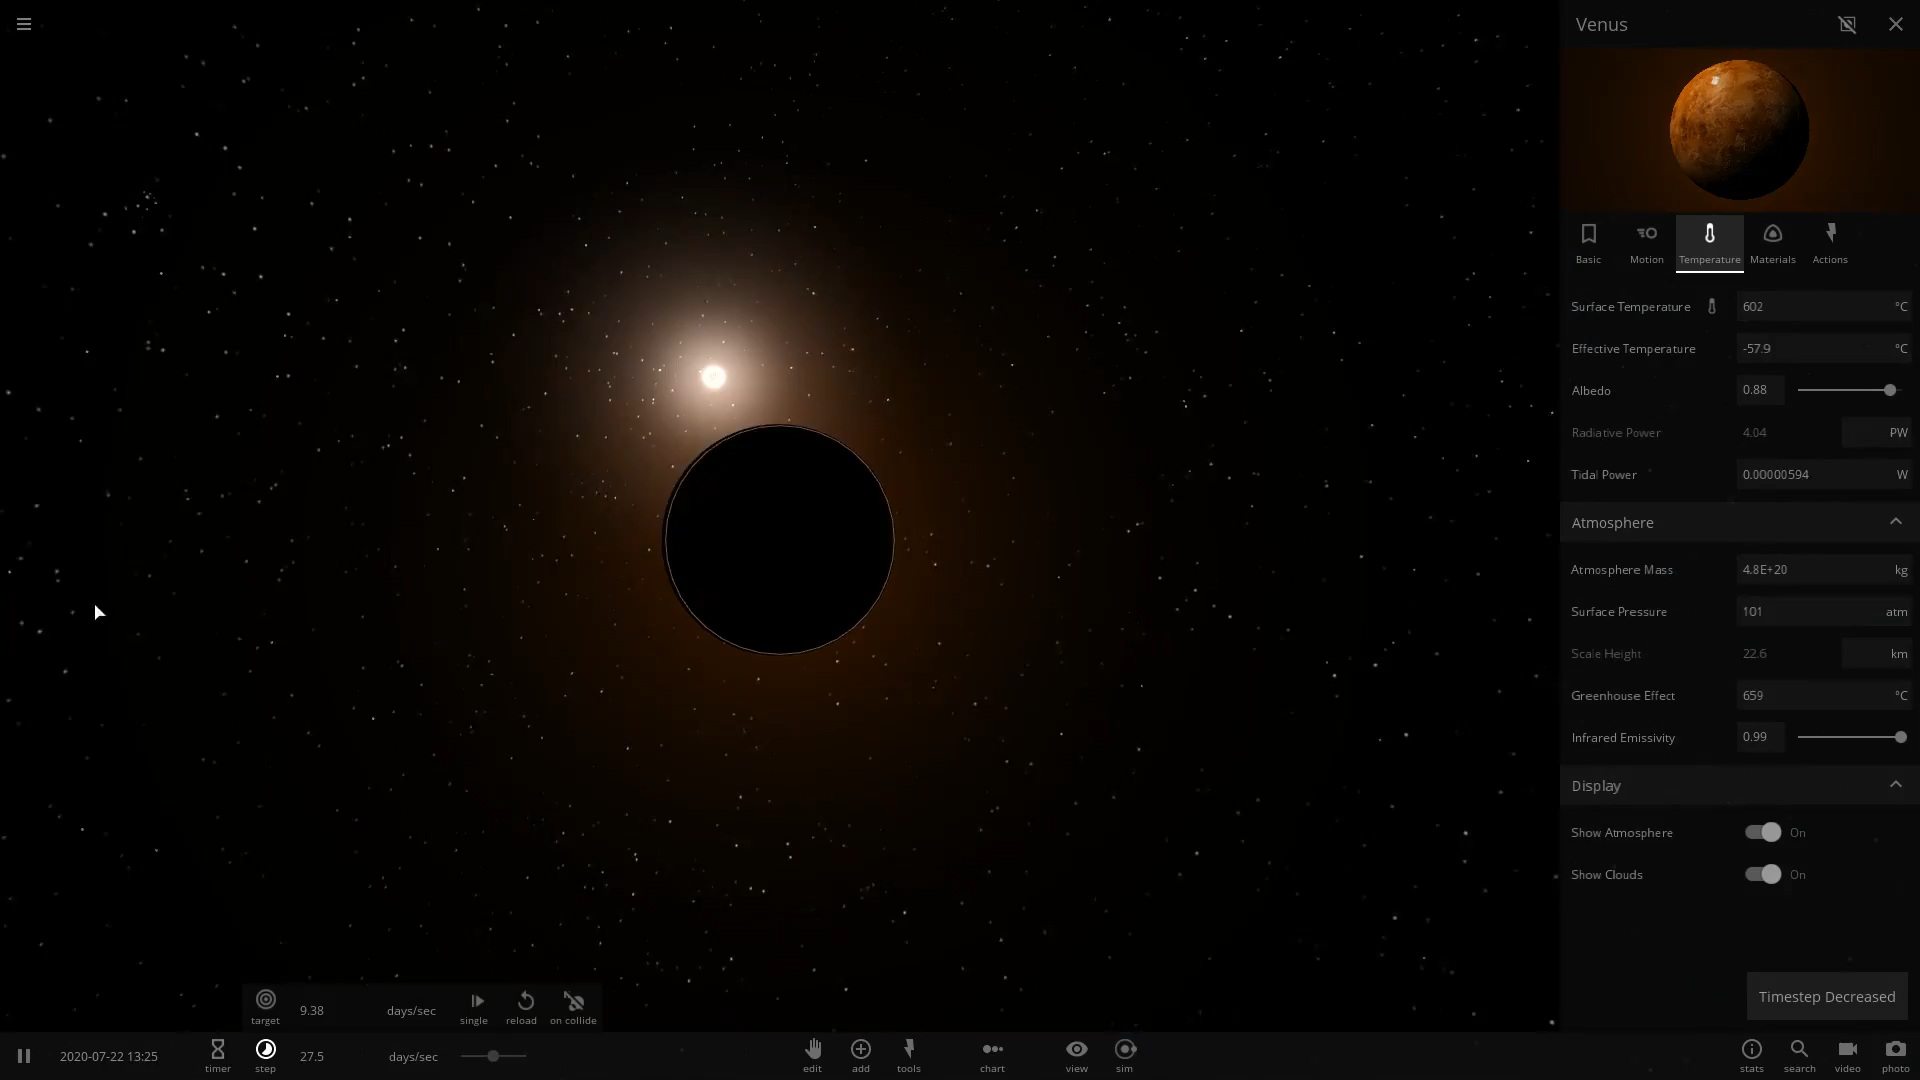 Venus
Basic Motion Temperature Materials Actions
Surface Temperature 602 °C
Effective Temperature -57.9 °C
Albedo 0.88
Radiative Power 4.04 PW
Tidal Power 0.00000594 W
Atmosphere
Atmosphere Mass 4.8E+20 kg
Surface Pressure 101 atm
Scale Height 22.6 km
Greenhouse Effect 659 °C
Infrared Emissivity 0.99
Display
Show Atmosphere On
Show Clouds On
Timestep Decreased
target 9.38 days/sec single reload on collide
2020-07-22 13:25 timer step 27.5 days/sec edit add tools chart view sim stats search video photo